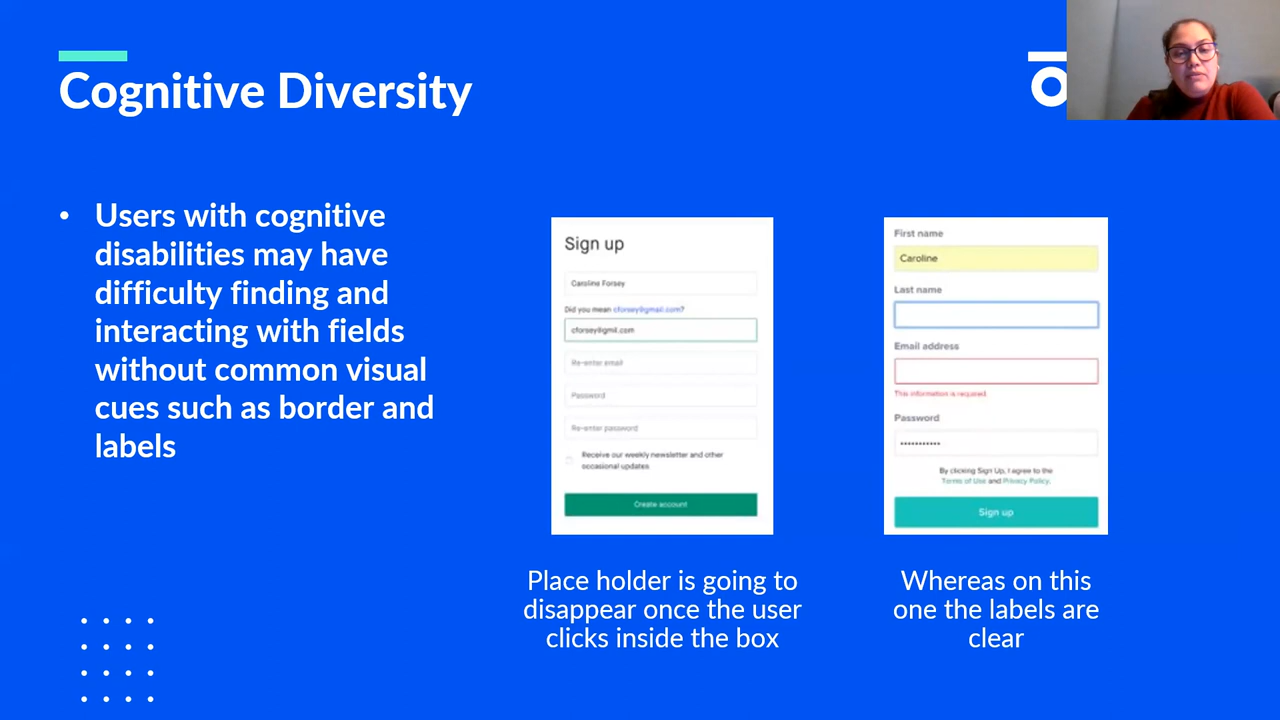 Cognitive Diversity
• Users with cognitive
disabilities may have
difficulty finding and
interacting with fields
without common visual
cues such as border and
labels
Sign up
Caroline Forsey
Did you mean cforsey@gmail.com?
cforsey@gmil.com
Re-enter email
Password
Re-enter password
Receive our weekly newsletter and other
occasional updates
Create account
Place holder is going to
disappear once the user
clicks inside the box
First name
Caroline
Last name
Email address
This information is required.
Password
•••••••••••
By clicking Sign Up, I agree to the
Terms of Use and Privacy Policy.
Sign up
Whereas on this
one the labels are
clear